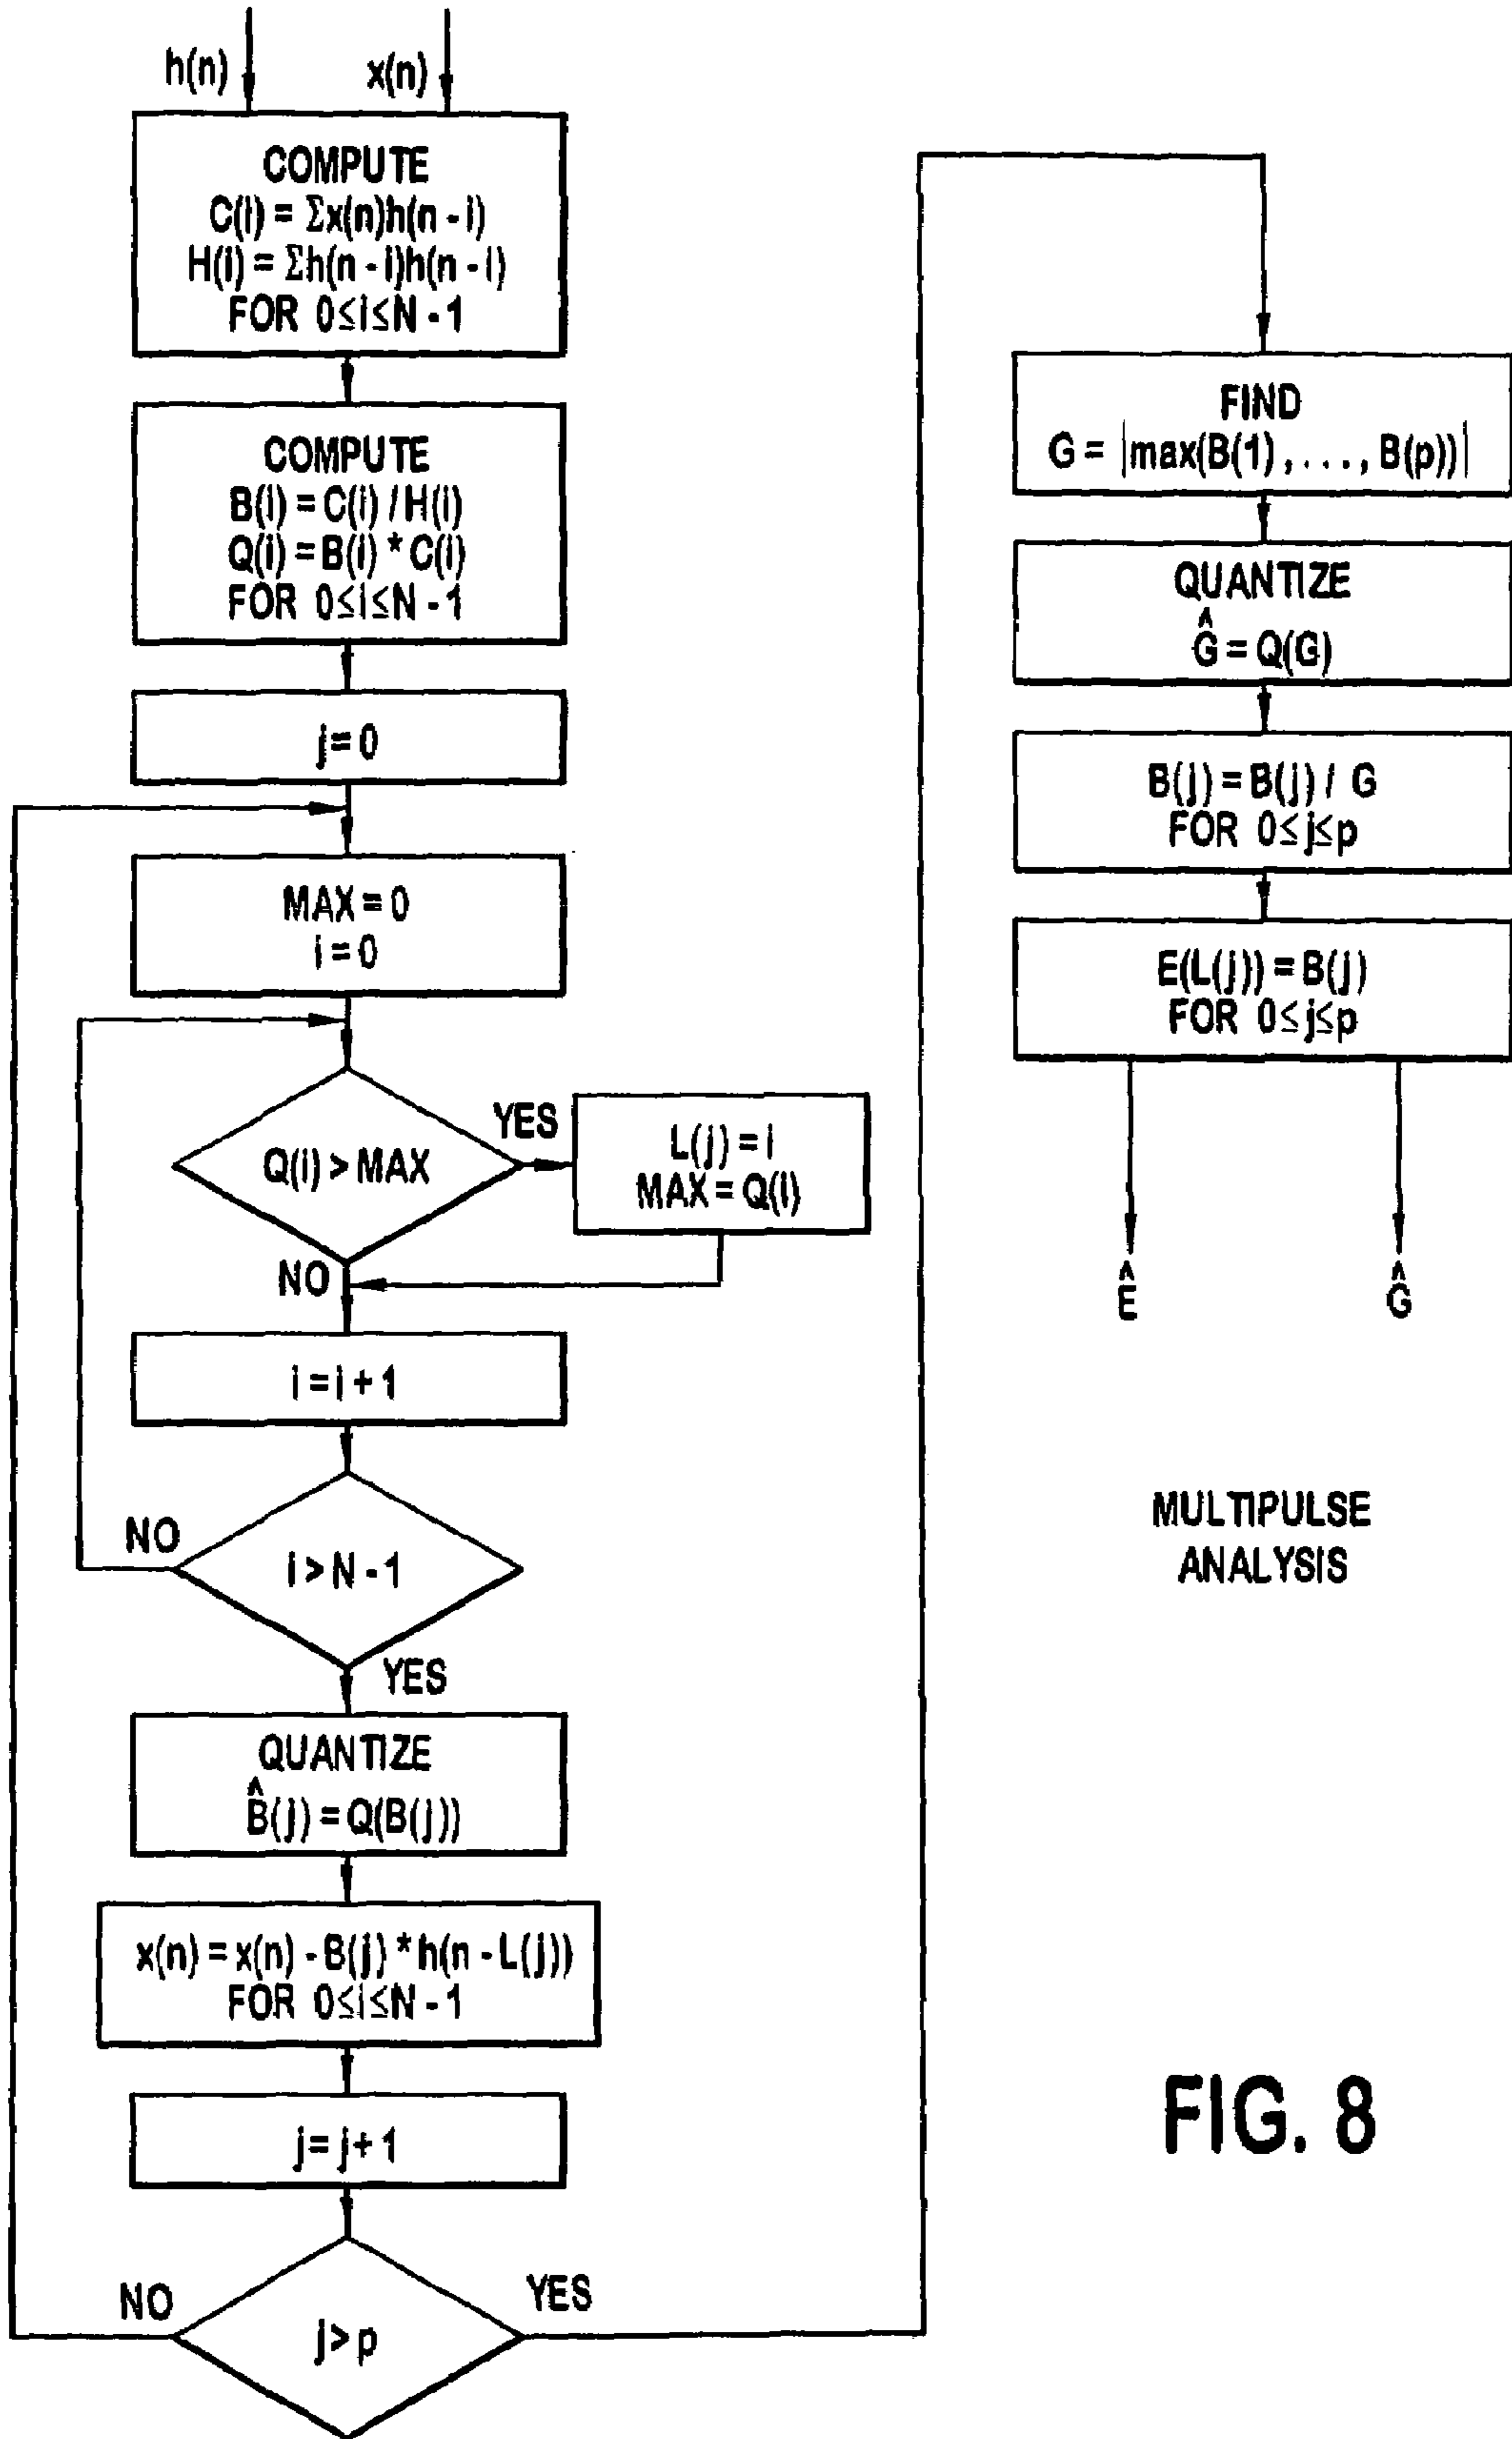 h(n)
x(n)
COMPUTE
C(i) = Σx(n)h(n - i)
H(i) = Σh(n - i)h(n - i)
FOR 0≤i≤N - 1
COMPUTE
B(i) = C(i) / H(i)
Q(i) = B(i) * C(i)
FOR 0≤i≤N - 1
j = 0
MAX = 0
i = 0
Q(i) > MAX
YES
L(j) = i
MAX = Q(i)
NO
i = i + 1
NO
i > N - 1
YES
QUANTIZE
B̂(j) = Q(B(j))
x(n) = x(n) - B(j) * h(n - L(j))
FOR 0≤i≤N - 1
j = j + 1
NO
j > p
YES
FIND
G = |max(B(1) , . . . , B(p))|
QUANTIZE
Ĝ = Q(G)
B(j) = B(j) / G
FOR 0≤j≤p
E(L(j)) = B(j)
FOR 0≤j≤p
Ê
Ĝ
MULTIPULSE
ANALYSIS
FIG. 8